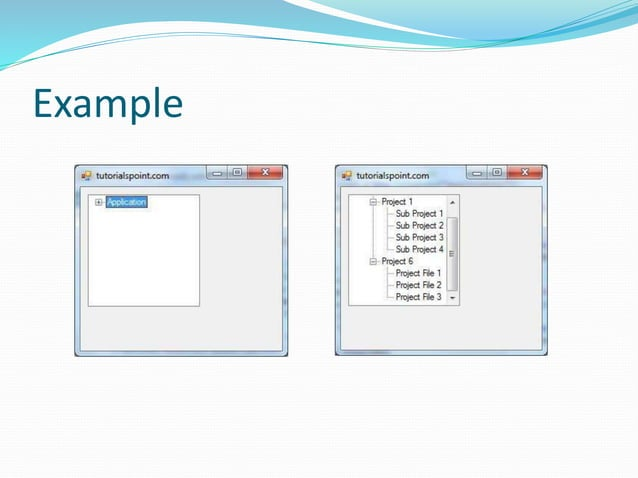 Example
tutorialspoint.com
Application
tutorialspoint.com
Project 1
Sub Project 1
Sub Project 2
Sub Project 3
Sub Project 4
Project 6
Project File 1
Project File 2
Project File 3